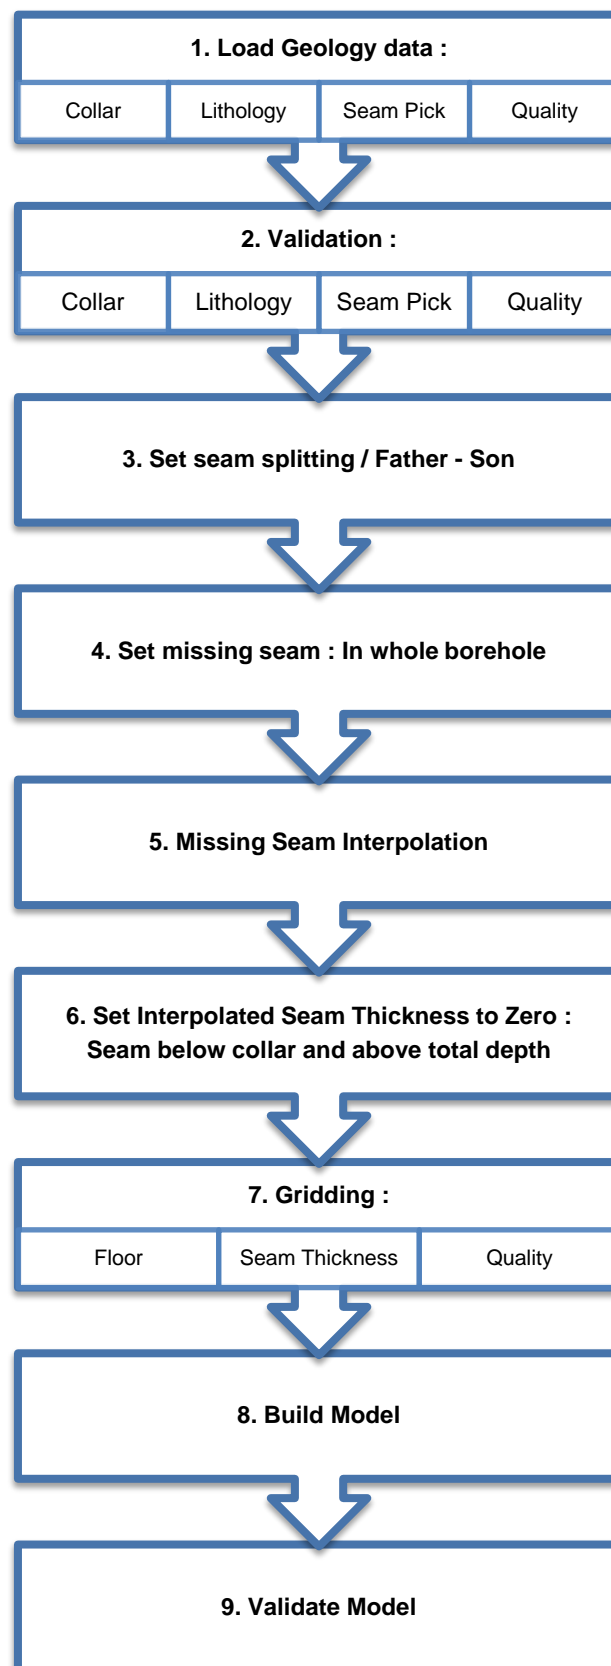 1. Load Geology data :
Collar Lithology Seam Pick Quality
2. Validation :
Collar Lithology Seam Pick Quality
3. Set seam splitting / Father - Son
4. Set missing seam : In whole borehole
5. Missing Seam Interpolation
6. Set Interpolated Seam Thickness to Zero :
Seam below collar and above total depth
7. Gridding :
Floor Seam Thickness Quality
8. Build Model
9. Validate Model